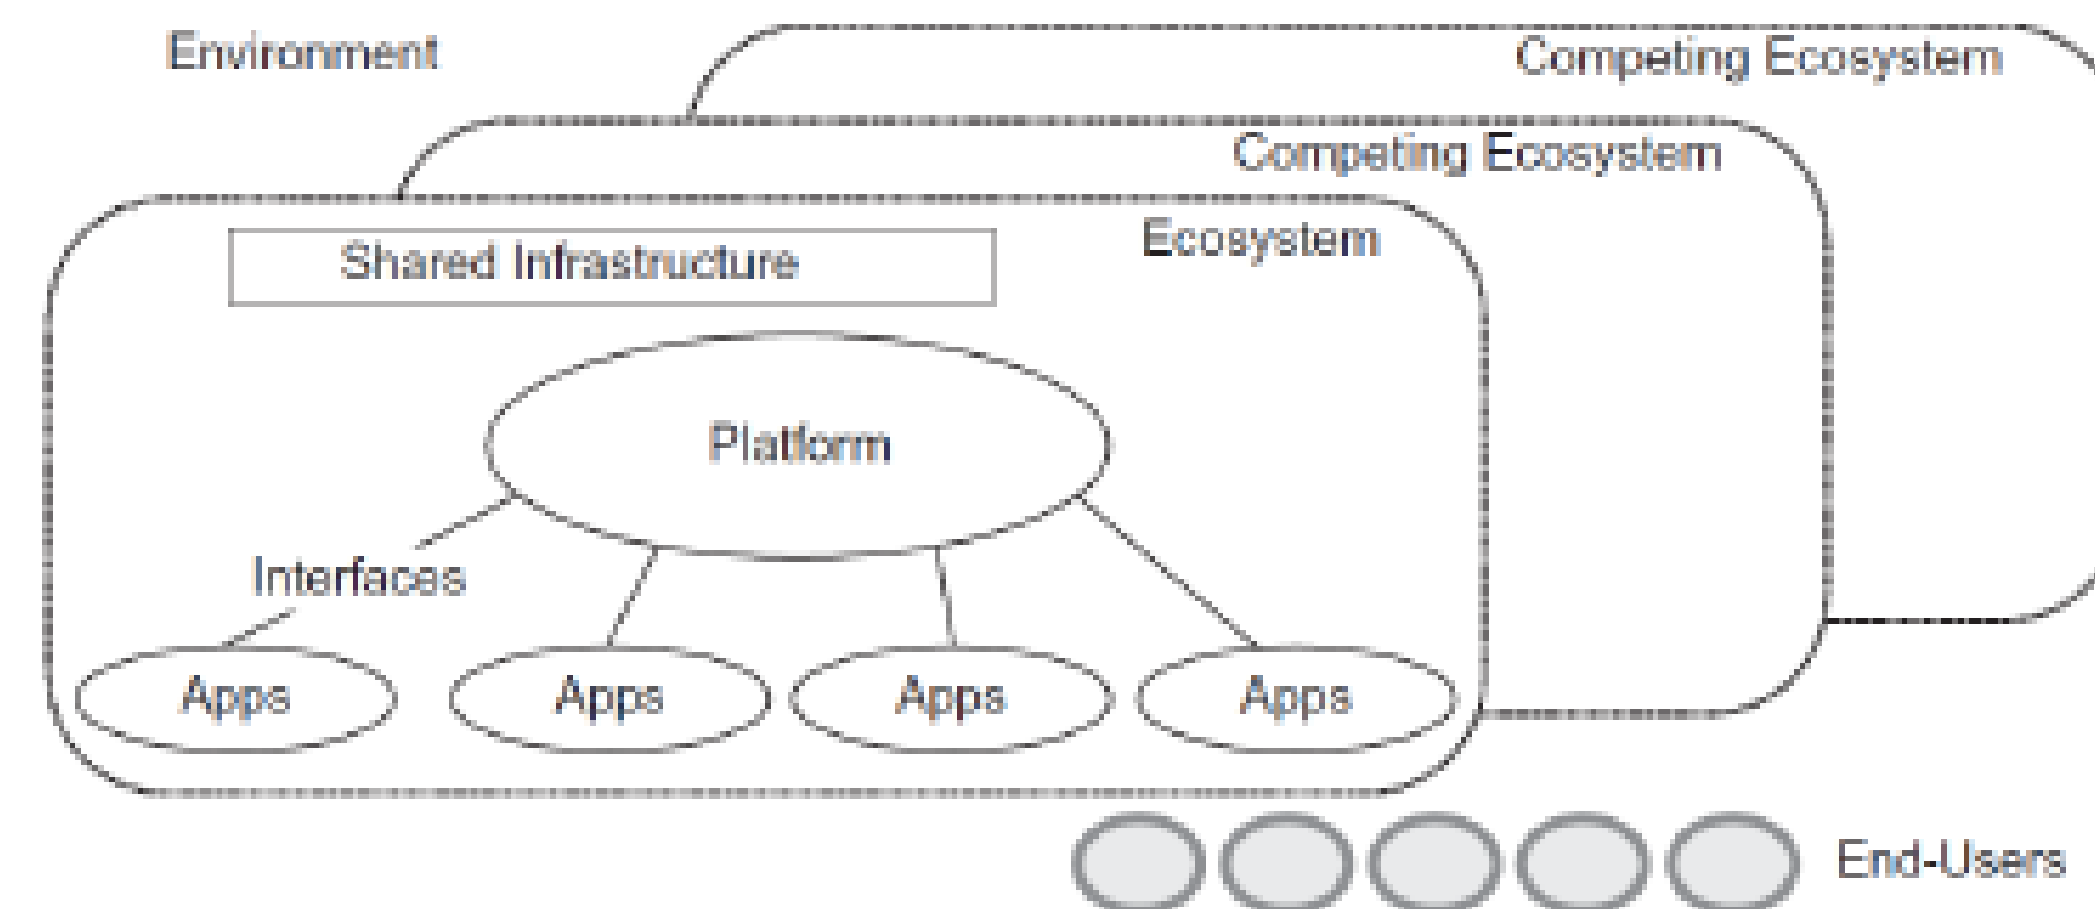 Environment
Competing Ecosystem
Competing Ecosystem
Ecosystem
Shared Infrastructure
Platform
Interfaces
Apps Apps Apps Apps
End-Users